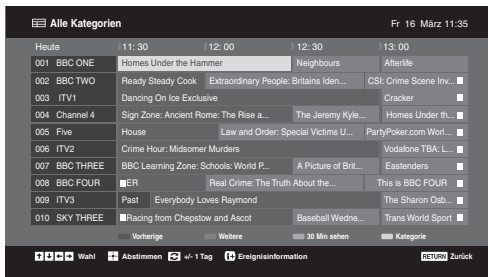 Alle Kategorien Fr 16 März 11:35
Heute 11:30 12:00 12:30 13:00
001 BBC ONE Homes Under the Hammer Neighbours Afterlife
002 BBC TWO Ready Steady Cook Extraordinary People: Britains Iden... CSI: Crime Scene Inv...
003 ITV1 Dancing On Ice Exclusive Cracker
004 Channel 4 Sign Zone: Ancient Rome: The Rise a... The Jeremy Kyle... Homes Under th...
005 Five House Law and Order: Special Victims U... PartyPoker.com Worl...
006 ITV2 Crime Hour: Midsomer Murders Vodafone TBA: L...
007 BBC THREE BBC Learning Zone: Schools: World P... A Picture of Brit... Eastenders
008 BBC FOUR ER Real Crime: The Truth About the... This is BBC FOUR
009 ITV3 Past Everybody Loves Raymond The Sharon Osb...
010 SKY THREE Racing from Chepstow and Ascot Baseball Wedne... Trans World Sport
Vorherige Weitere 30 Min sehen Kategorie
Wahl Abstimmen +/- 1 Tag Ereignisinformation RETURN Zurück